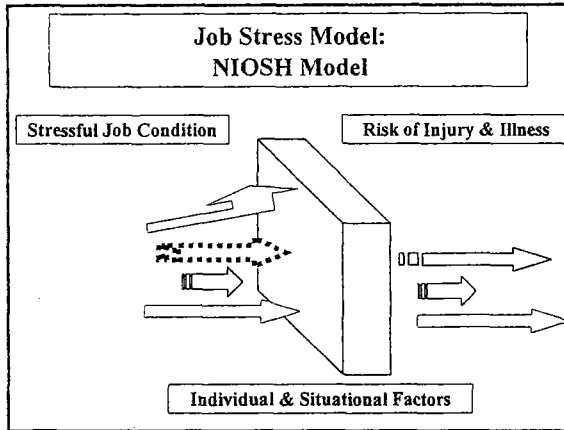 Job Stress Model:
NIOSH Model
Stressful Job Condition
Risk of Injury & Illness
Individual & Situational Factors